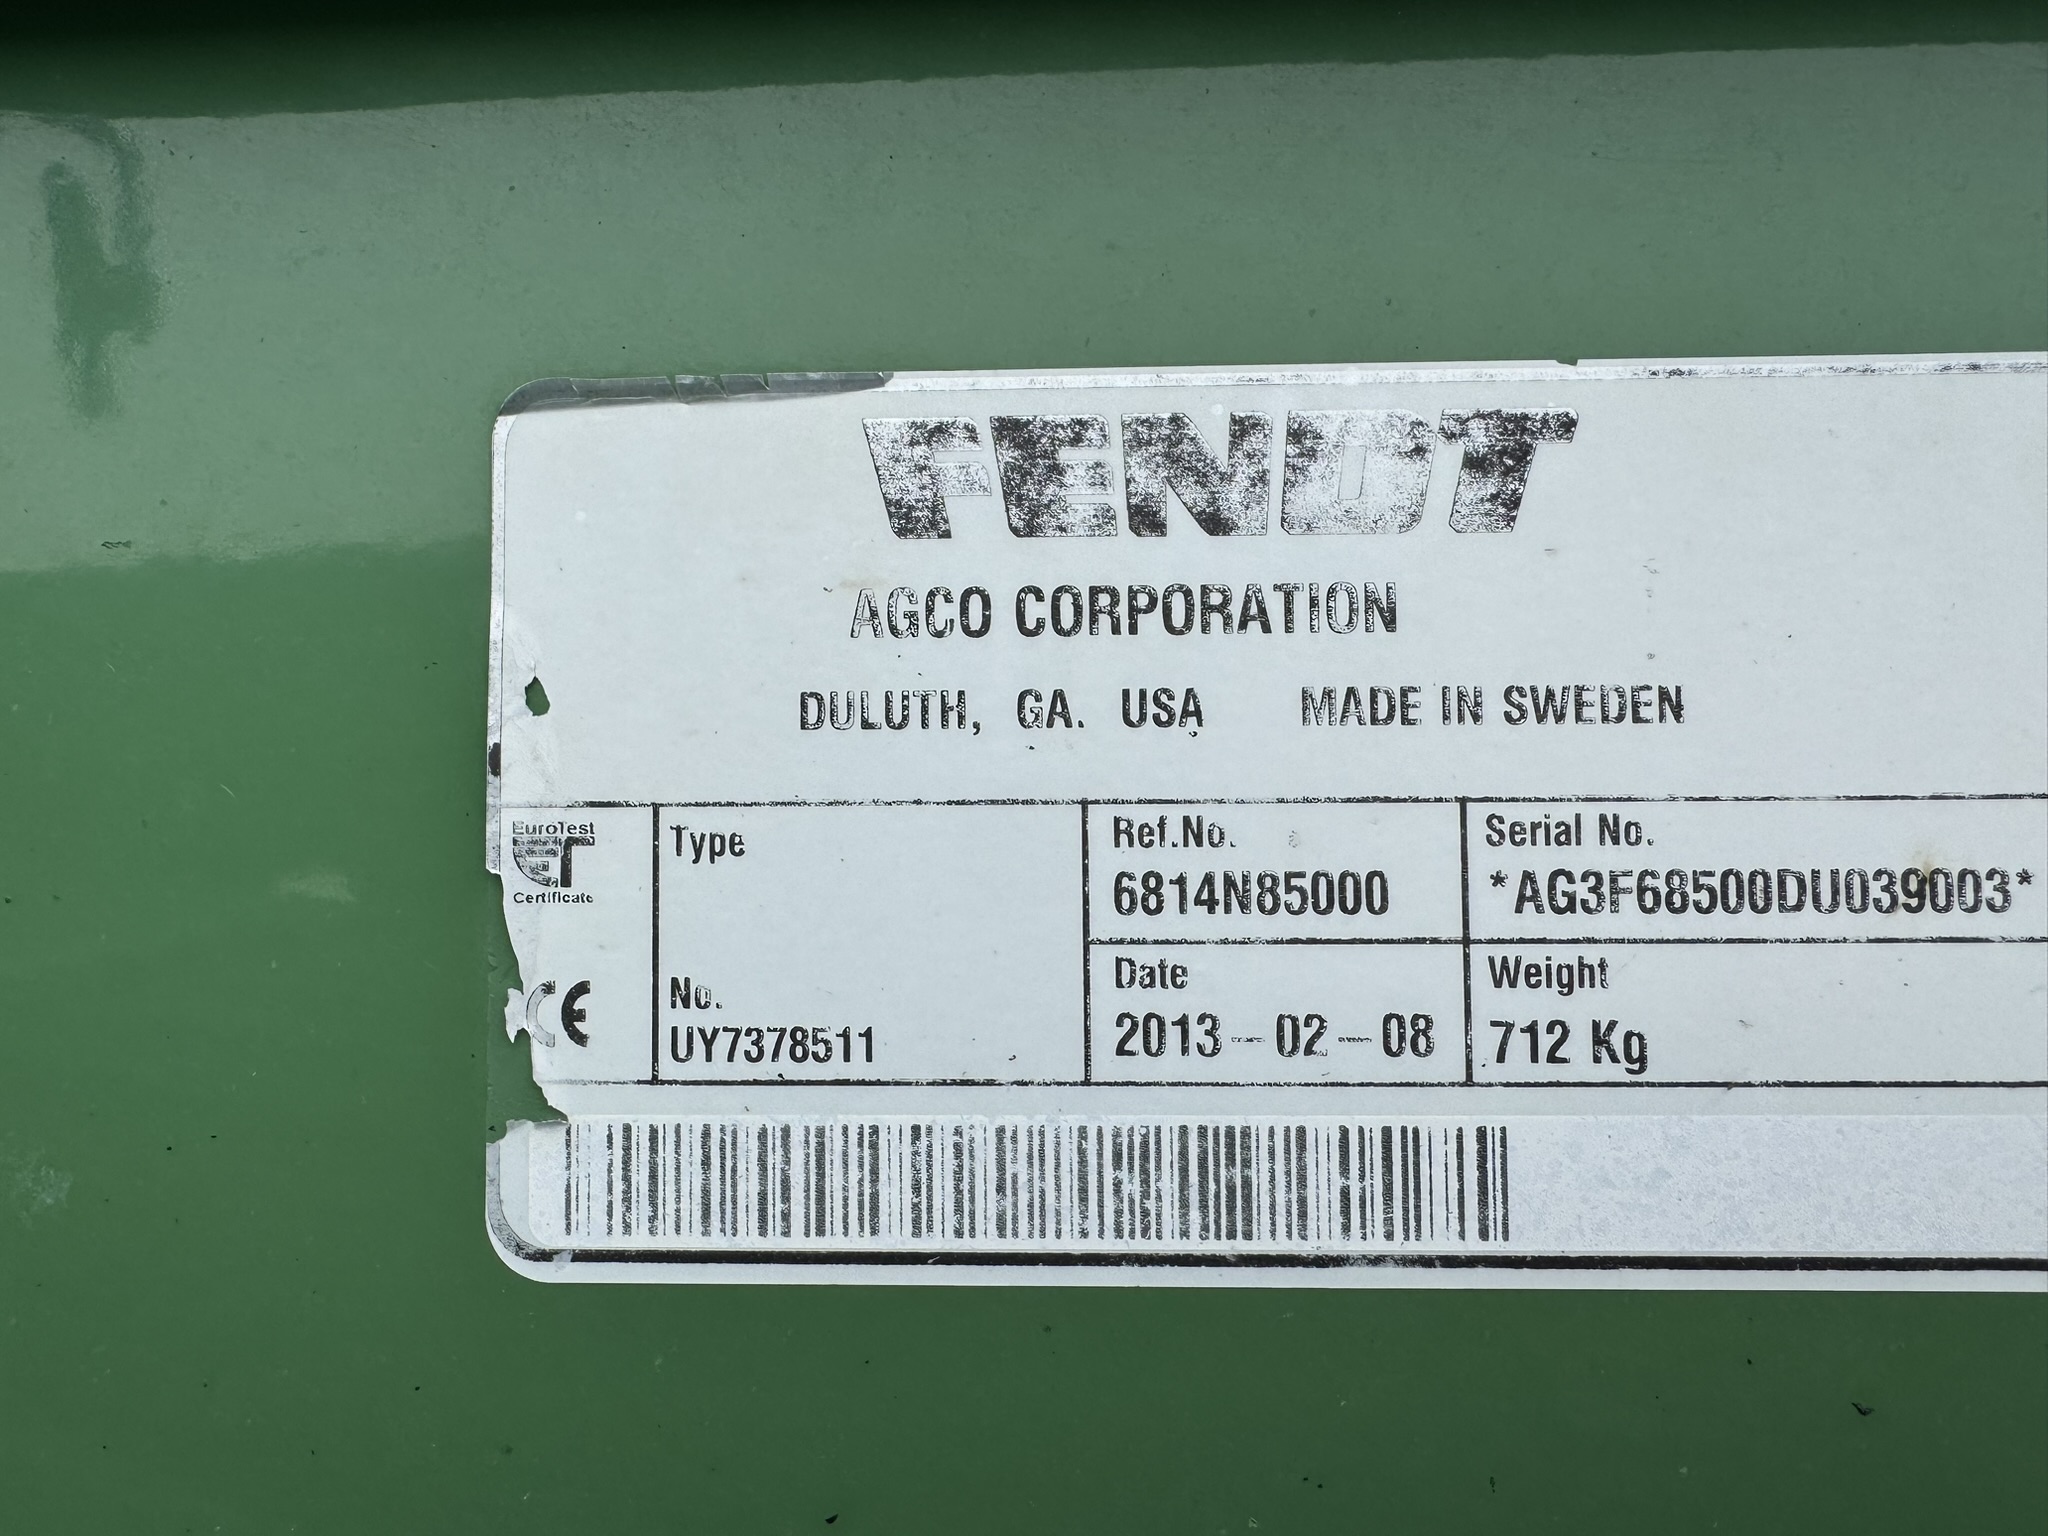 FENDT
AGCO CORPORATION
DULUTH, GA. USA MADE IN SWEDEN
EuroTest
ET
Certificate
CE
Type
No.
UY7378511
Ref.No.
6814N85000
Serial No.
*AG3F68500DU039003*
Date
2013-02-08
Weight
712 Kg